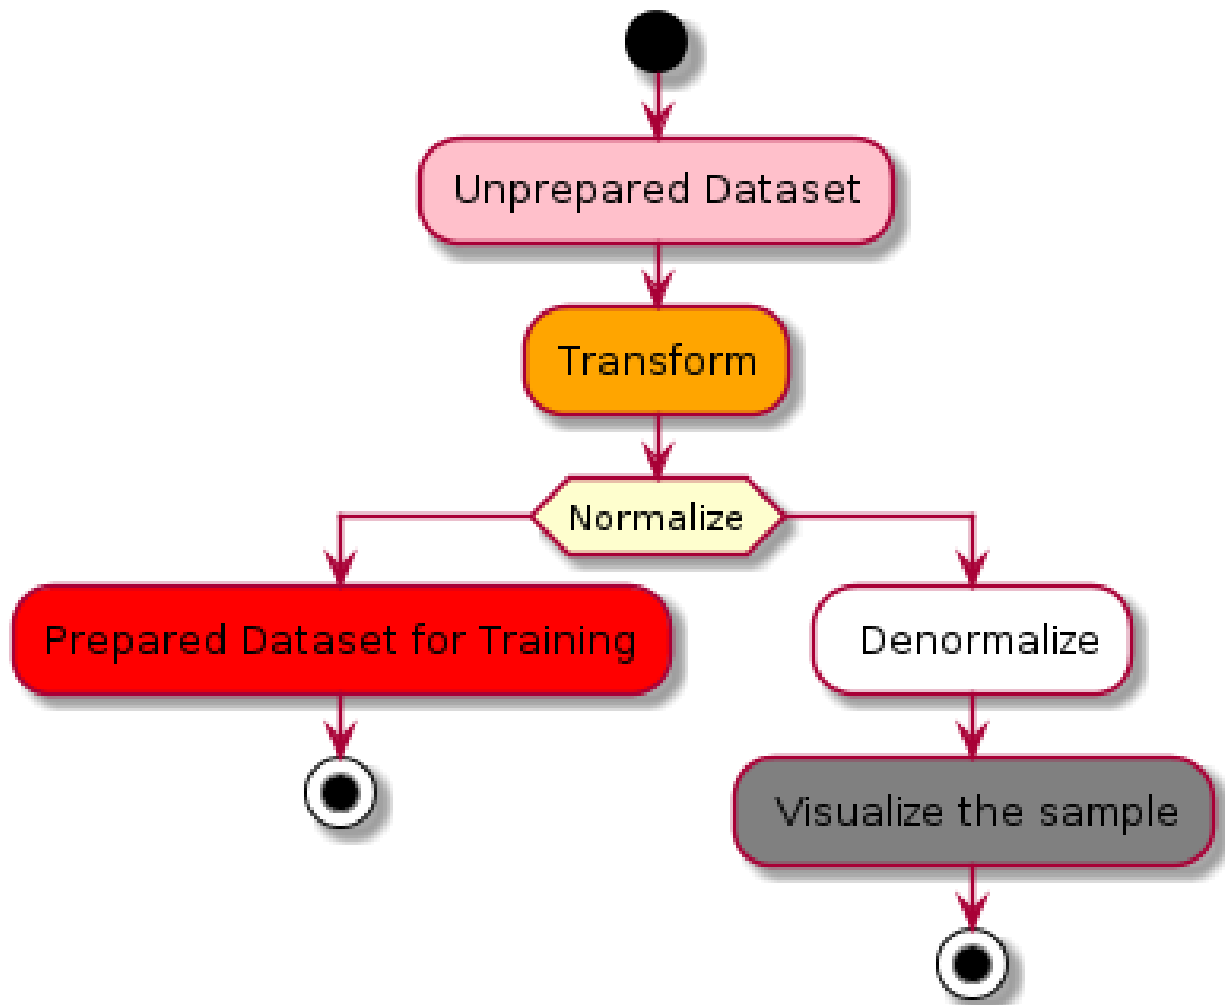 Unprepared Dataset
Transform
Normalize
Prepared Dataset for Training
Denormalize
Visualize the sample